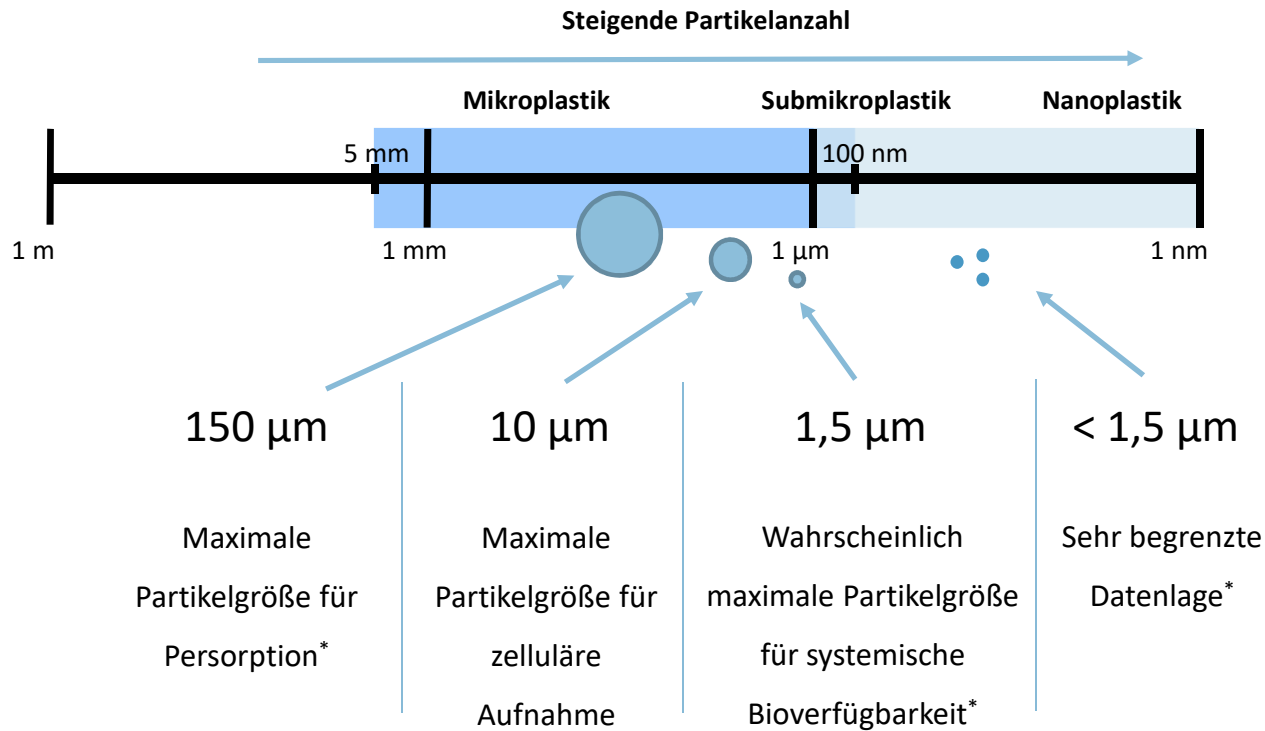 Steigende Partikelanzahl
Mikroplastik
Submikroplastik
Nanoplastik
5 mm
100 nm
1 m
1 mm
1 µm
1 nm
150 µm
Maximale
Partikelgröße für
Persorption*
10 µm
Maximale
Partikelgröße für
zelluläre
Aufnahme
1,5 µm
Wahrscheinlich
maximale Partikelgröße
für systemische
Bioverfügbarkeit*
< 1,5 µm
Sehr begrenzte
Datenlage*